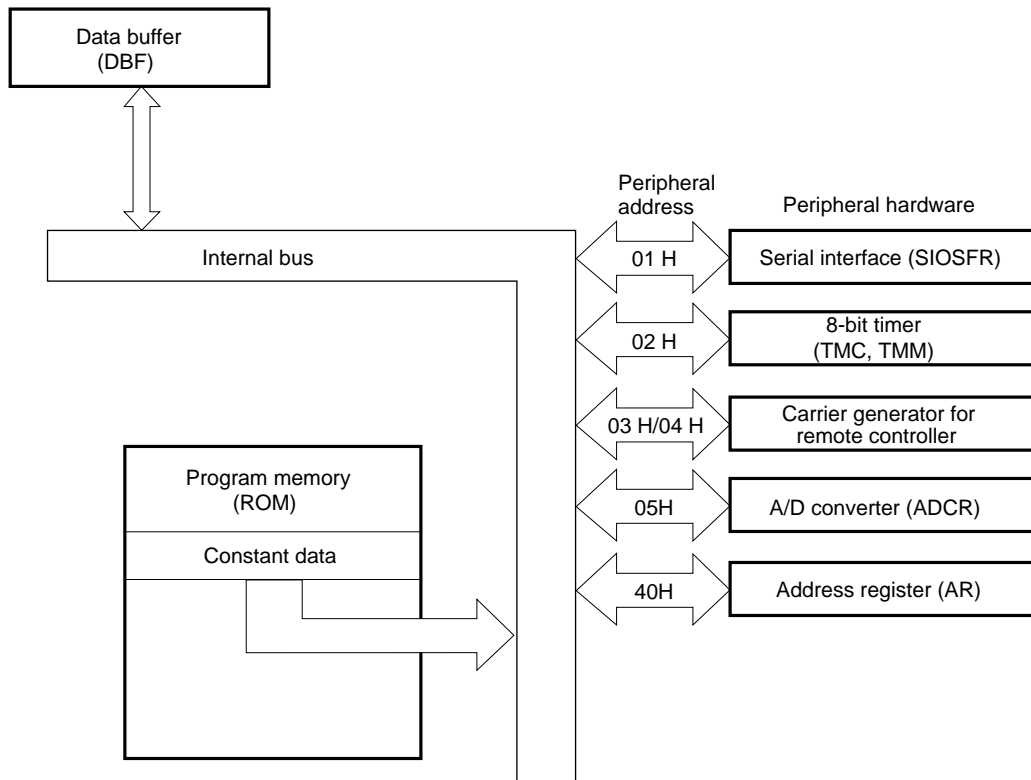 Data buffer
(DBF)
Peripheral
address
Peripheral hardware
Internal bus
01 H
Serial interface (SIOSFR)
02 H
8-bit timer
(TMC, TMM)
03 H/04 H
Carrier generator for
remote controller
Program memory
(ROM)
05H
A/D converter (ADCR)
Constant data
40H
Address register (AR)